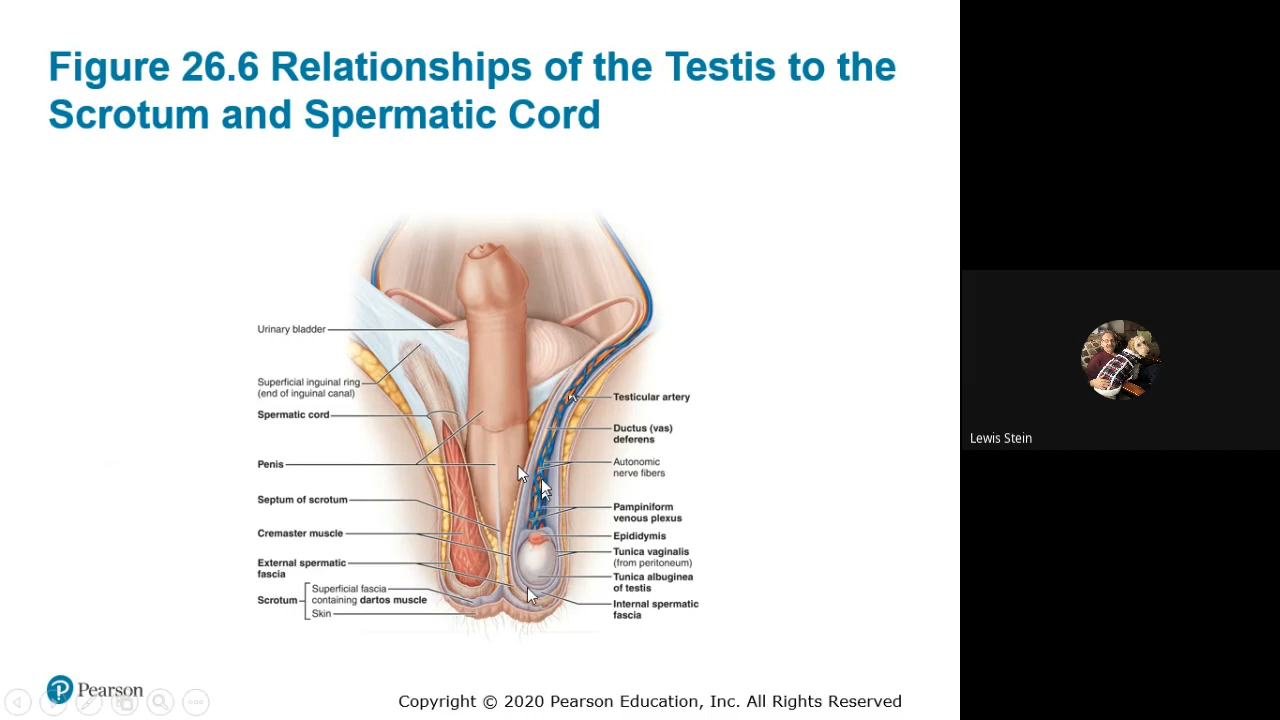 Figure 26.6 Relationships of the Testis to the
Scrotum and Spermatic Cord
Urinary bladder
Superficial inguinal ring
(end of inguinal canal)
Spermatic cord
Penis
Septum of scrotum
Cremaster muscle
External spermatic
fascia
Scrotum
Superficial fascia
containing dartos muscle
Skin
Testicular artery
Ductus (vas)
deferens
Autonomic
nerve fibers
Pampiniform
venous plexus
Epididymis
Tunica vaginalis
(from peritoneum)
Tunica albuginea
of testis
Internal spermatic
fascia
Lewis Stein
P Pearson
Copyright © 2020 Pearson Education, Inc. All Rights Reserved